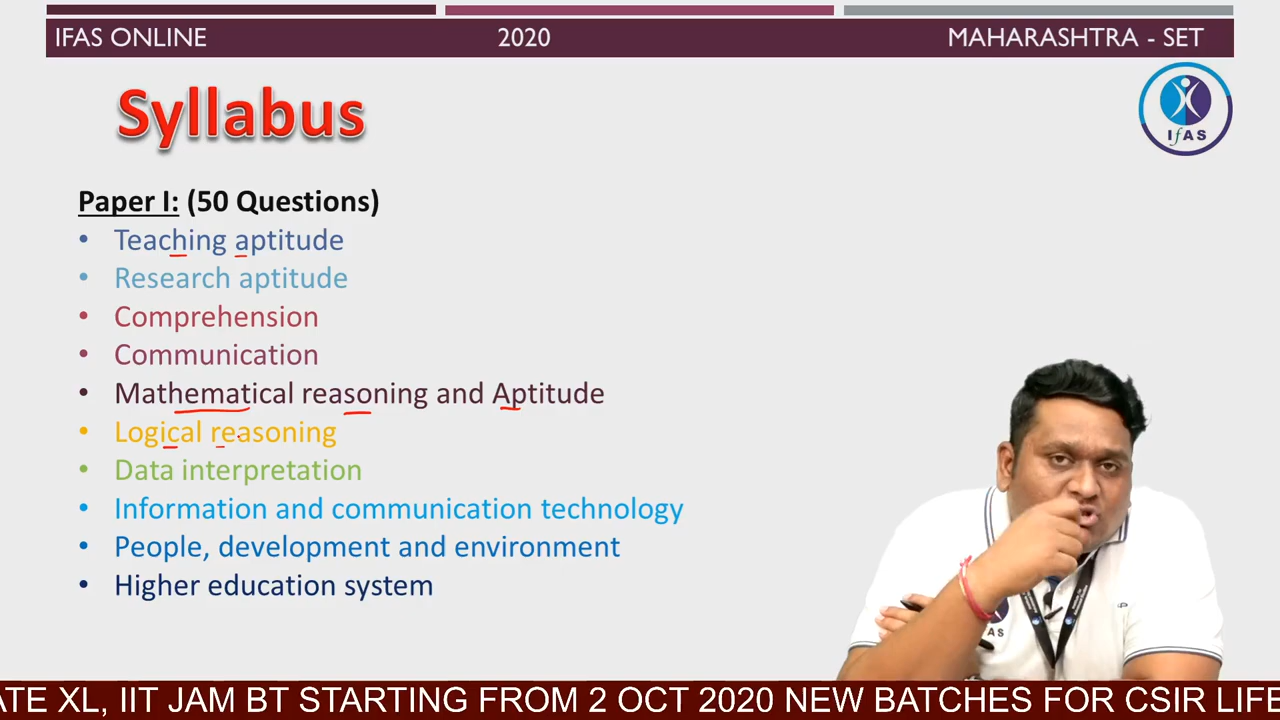 IFAS ONLINE 2020 MAHARASHTRA - SET
Syllabus
IfAS
Paper I: (50 Questions)
• Teaching aptitude
• Research aptitude
• Comprehension
• Communication
• Mathematical reasoning and Aptitude
• Logical reasoning
• Data interpretation
• Information and communication technology
• People, development and environment
• Higher education system
AS
ATE XL, IIT JAM BT STARTING FROM 2 OCT 2020 NEW BATCHES FOR CSIR LIFE